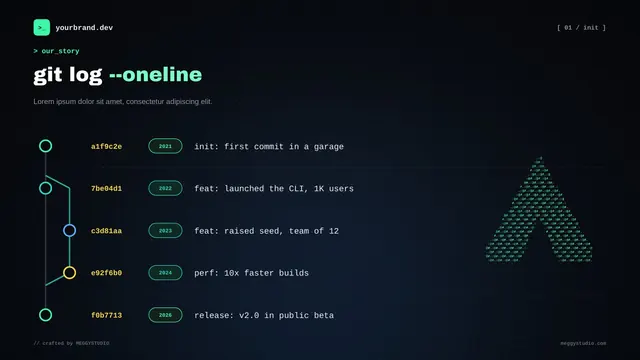 >_ yourbrand.dev
[ 01 / init ]
> our_story
git log --oneline
Lorem ipsum dolor sit amet, consectetur adipiscing elit.
a1f9c2e 2021 init: first commit in a garage
7be04d1 2022 feat: launched the CLI, 1K users
c3d81aa 2023 feat: raised seed, team of 12
e92f6b0 2024 perf: 10x faster builds
f0b7713 2026 release: v2.0 in public beta
// crafted by MEGGYSTUDIO
meggystudio.com